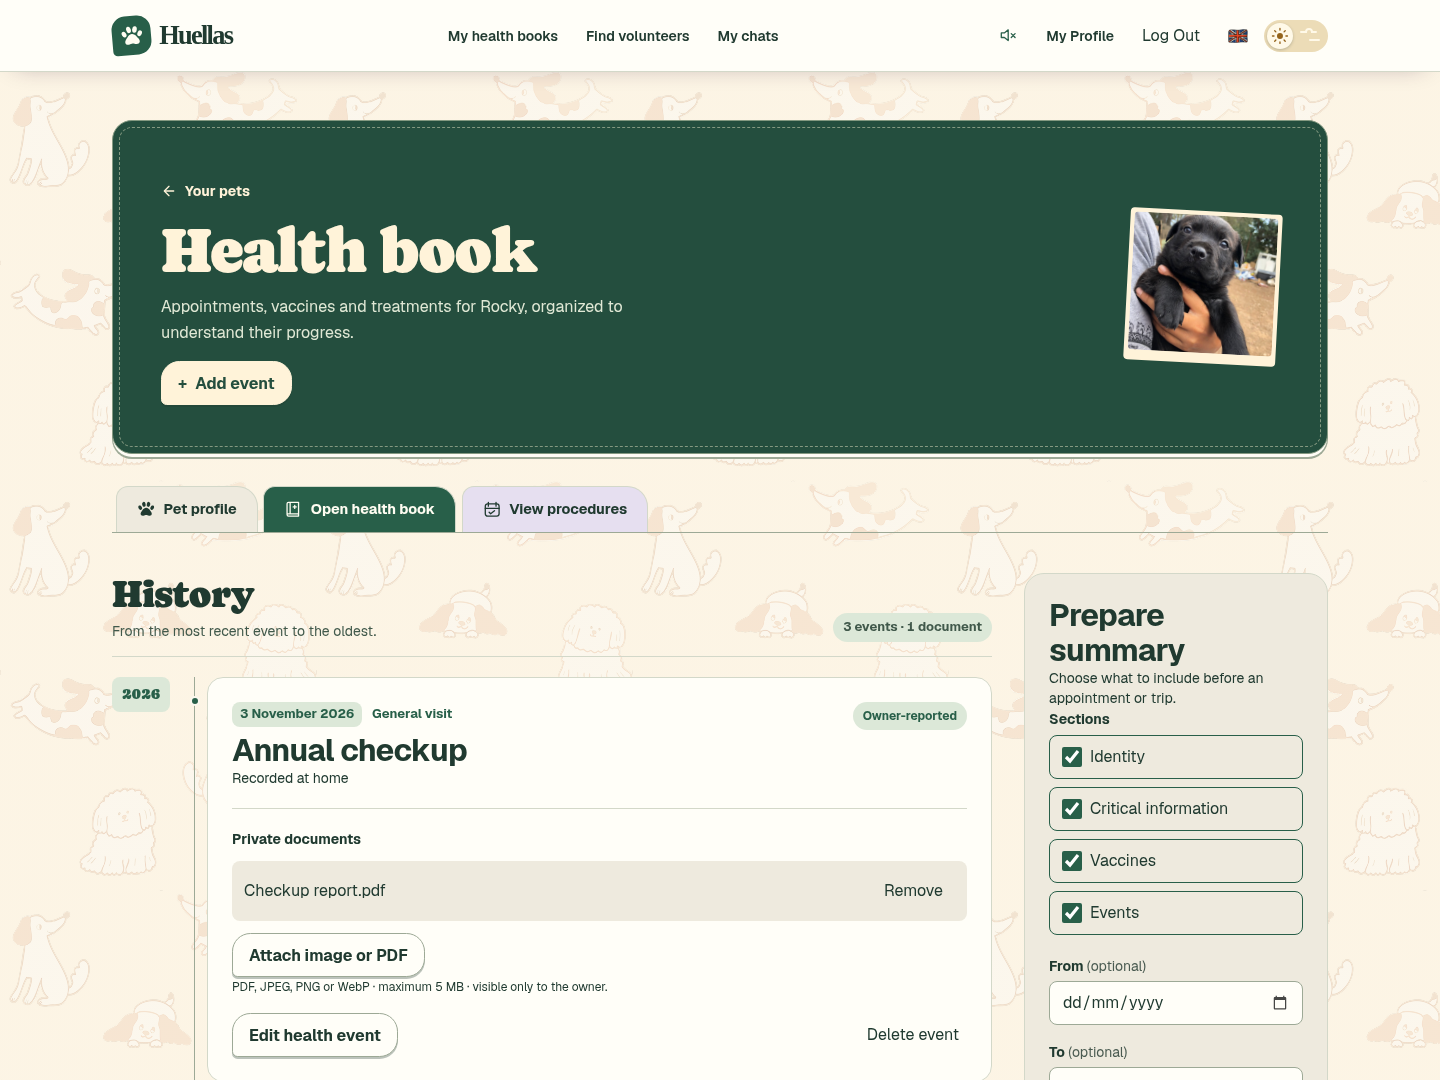 Huellas
My health books
Find volunteers
My chats
My Profile
Log Out
Your pets
Health book
Appointments, vaccines and treatments for Rocky, organized to
understand their progress.
+ Add event
Pet profile
Open health book
View procedures
History
From the most recent event to the oldest.
3 events · 1 document
2026
3 November 2026
General visit
Owner-reported
Annual checkup
Recorded at home
Private documents
Checkup report.pdf
Remove
Attach image or PDF
PDF, JPEG, PNG or WebP · maximum 5 MB · visible only to the owner.
Edit health event
Delete event
Prepare
summary
Choose what to include before an
appointment or trip.
Sections
Identity
Critical information
Vaccines
Events
From (optional)
dd/mm/yyyy
To (optional)